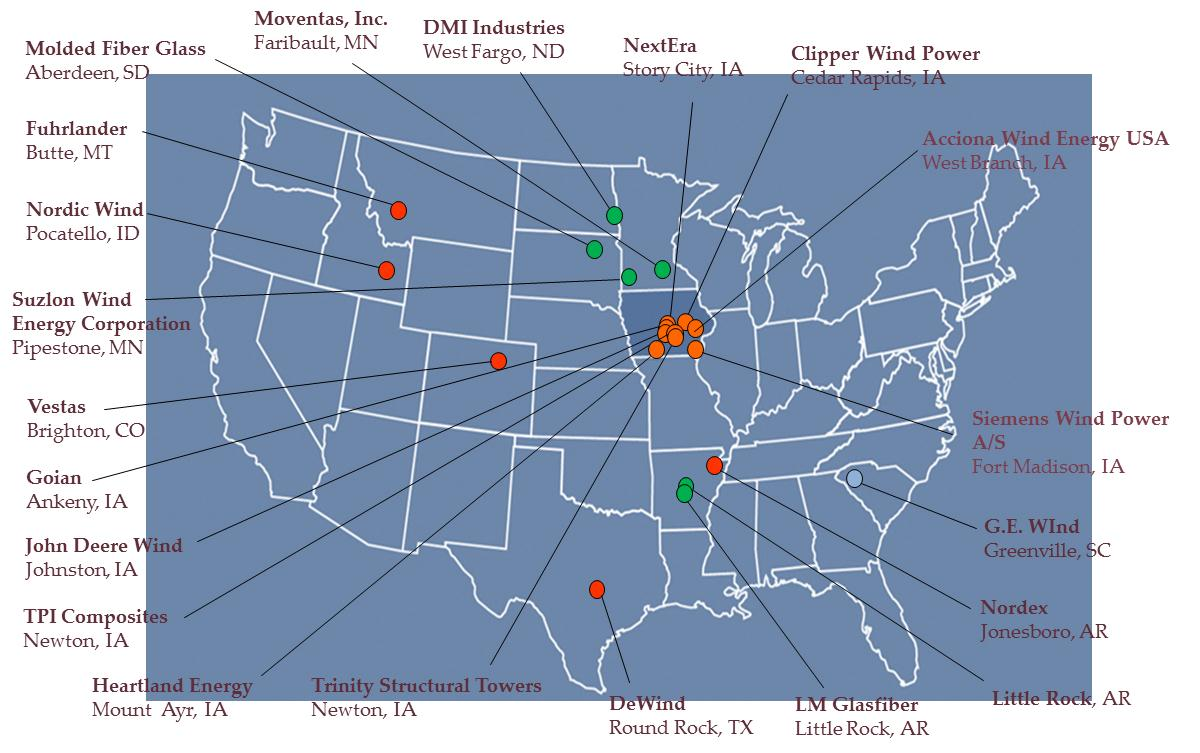 Moventas, Inc.
Faribault, MN
DMI Industries
West Fargo, ND
NextEra
Story City, IA
Clipper Wind Power
Cedar Rapids, IA
Molded Fiber Glass
Aberdeen, SD
Fuhrlander
Butte, MT
Acciona Wind Energy USA
West Branch, IA
Nordic Wind
Pocatello, ID
Suzlon Wind
Energy Corporation
Pipestone, MN
Vestas
Brighton, CO
Siemens Wind Power
A/S
Fort Madison, IA
Goian
Ankeny, IA
G.E. WInd
Greenville, SC
John Deere Wind
Johnston, IA
TPI Composites
Newton, IA
Nordex
Jonesboro, AR
Heartland Energy
Mount Ayr, IA
Trinity Structural Towers
Newton, IA
DeWind
Round Rock, TX
LM Glasfiber
Little Rock, AR
Little Rock, AR